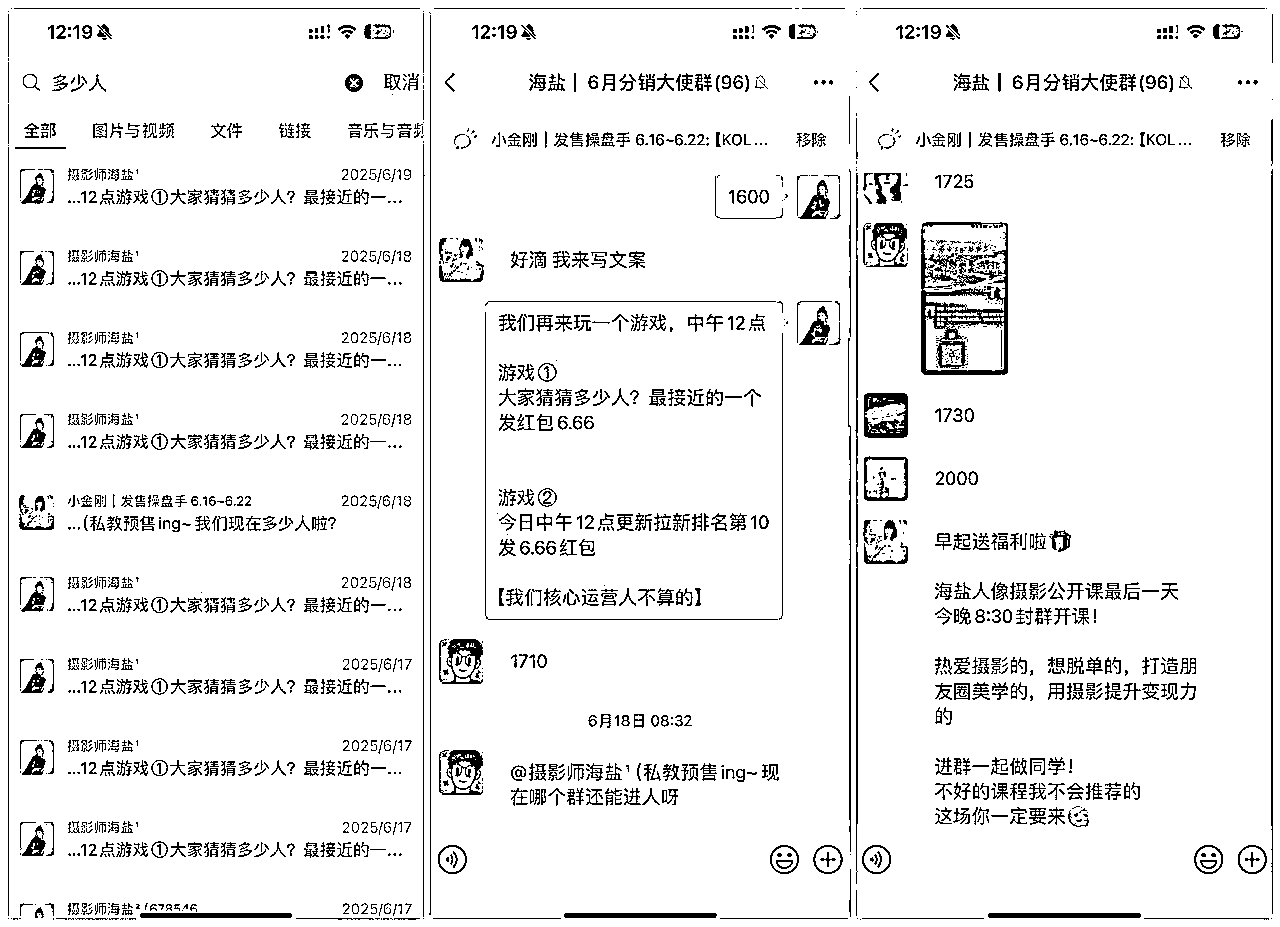 12:19
多少人
取消
全部
图片与视频
文件
链接
音乐与音频
摄影师海盐¹
2025/6/19
...12点游戏①大家猜猜多少人？最接近的一...
摄影师海盐¹
2025/6/18
...12点游戏①大家猜猜多少人？最接近的一...
摄影师海盐¹
2025/6/18
...12点游戏①大家猜猜多少人？最接近的一...
摄影师海盐¹
2025/6/18
...12点游戏①大家猜猜多少人？最接近的一...
小金刚｜发售操盘手 6.16~6.22
2025/6/18
...（私教预售ing~我们现在多少人啦？
摄影师海盐¹
2025/6/18
...12点游戏①大家猜猜多少人？最接近的一...
摄影师海盐¹
2025/6/17
...12点游戏①大家猜猜多少人？最接近的一...
摄影师海盐¹
2025/6/17
...12点游戏①大家猜猜多少人？最接近的一...
摄影师海盐¹
2025/6/17
...12点游戏①大家猜猜多少人？最接近的一...
摄影师海盐
2025/6/17
12:19
海盐｜6月分销大使群(96)
小金刚｜发售操盘手 6.16~6.22:【KOL...
移除
1600
好滴 我来写文案
我们再来玩一个游戏，中午12点
游戏①
大家猜猜多少人？最接近的一个
发红包6.66
游戏②
今日中午12点更新拉新排名第10
发6.66红包
【我们核心运营人不算的】
1710
6月18日 08:32
@摄影师海盐¹（私教预售ing~ 现
在哪个群还能进人呀
12:19
海盐｜6月分销大使群(96)
小金刚｜发售操盘手 6.16~6.22:【KOL...
移除
1725
1730
2000
早起送福利啦🎁
海盐人像摄影公开课最后一天
今晚8:30封群开课！
热爱摄影的，想脱单的，打造朋
友圈美学的，用摄影提升变现力
的
进群一起做同学！
不好的课程我不会推荐的
这场你一定要来